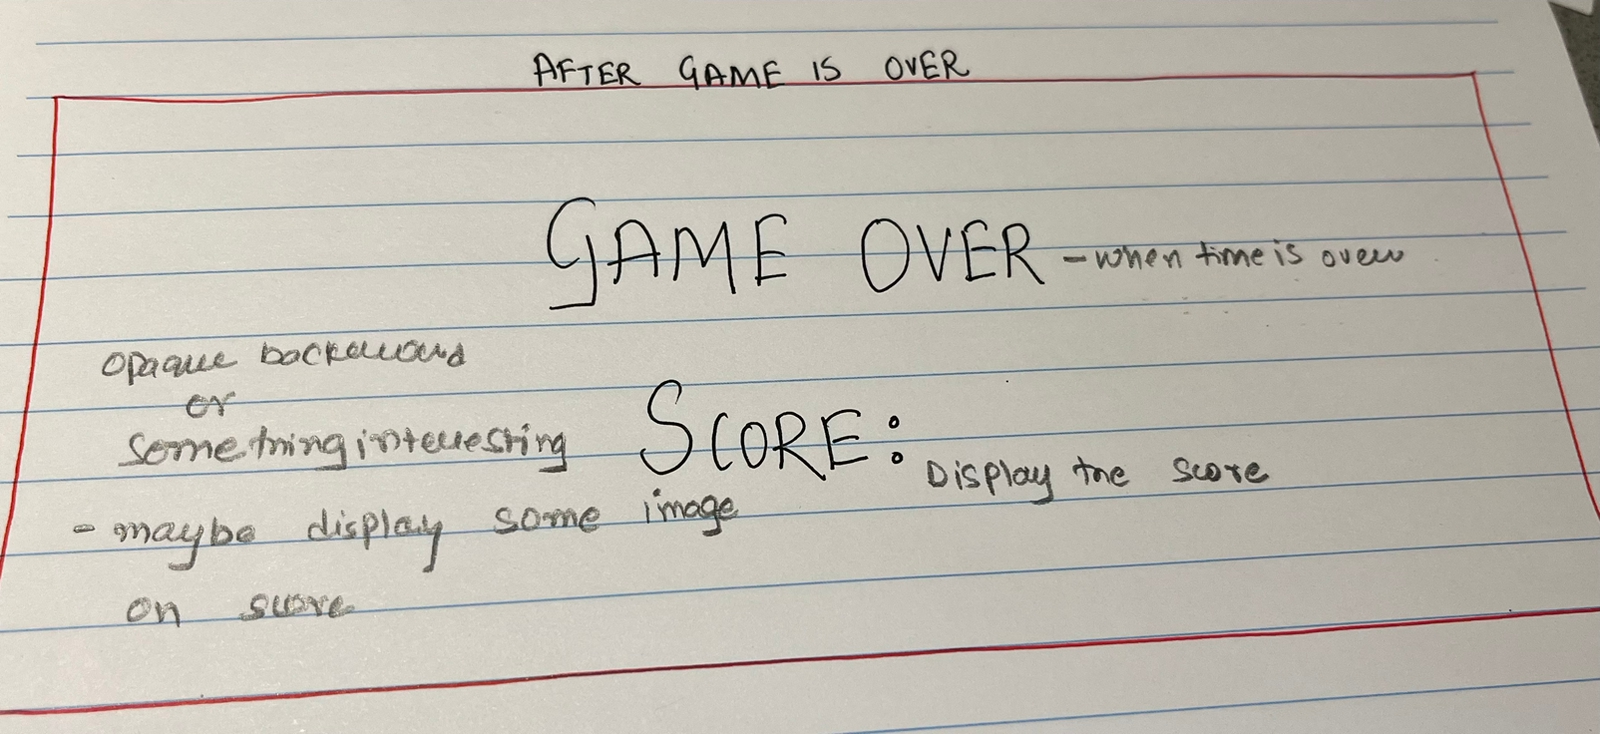 AFTER GAME IS OVER
GAME OVER - when time is over
opaque background
or
something interesting
SCORE: Display the score
- maybe display some image
on score